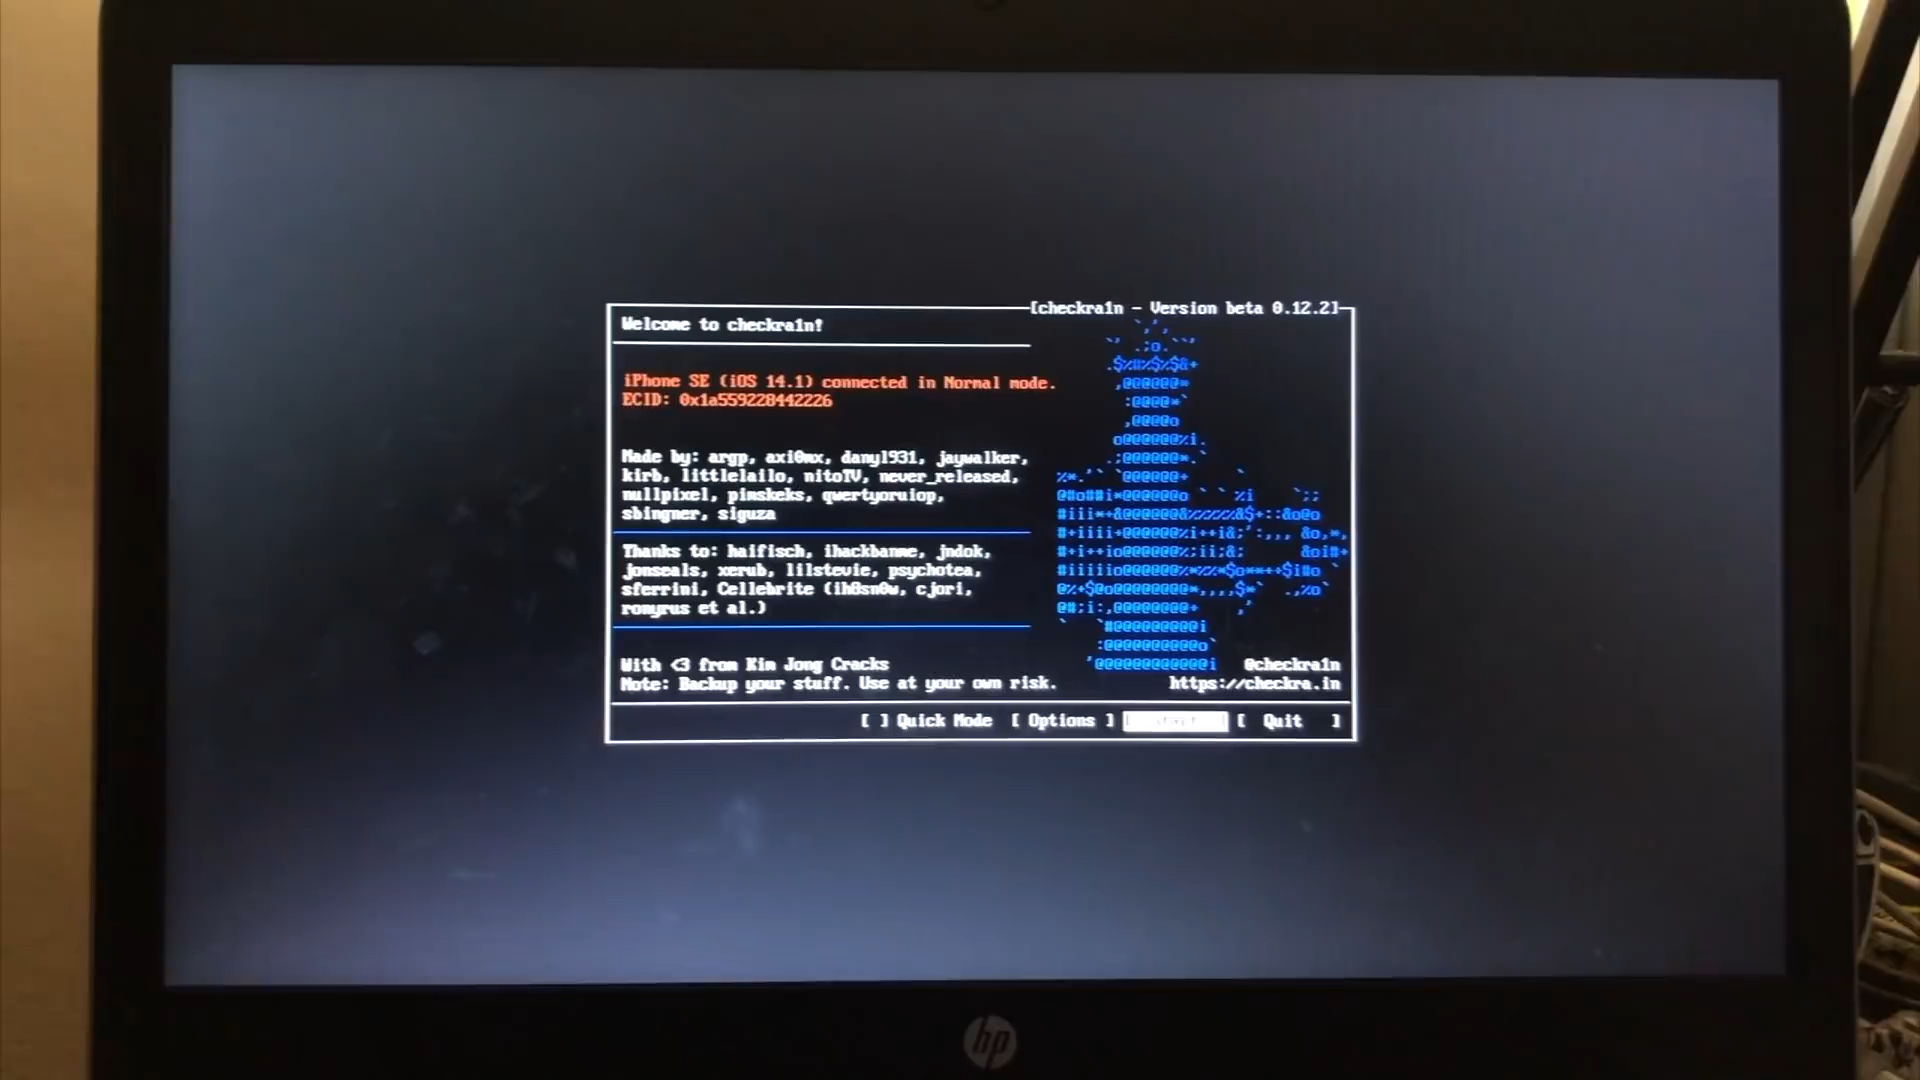 [checkra1n - Version beta 0.12.2]
Welcome to checkra1n!
iPhone SE (iOS 14.1) connected in Normal mode.
ECID: 0x1a559228442226
Made by: argp, axi0mx, danyl931, jaywalker,
kirb, littlelailo, nitoTV, never_released,
nullpixel, pimskeks, qwertyoruiop,
sbingner, siguza
Thanks to: haifisch, ihackbanme, jndok,
jonseals, xerub, lilstevie, psychotea,
sferrini, Cellebrite (ih8sn0w, cjori,
ronyrus et al.)
With <3 from Kim Jong Cracks
@checkra1n
Note: Backup your stuff. Use at your own risk.
https://checkra.in
[ ] Quick Mode [ Options ] [ Start ] [ Quit ]
hp